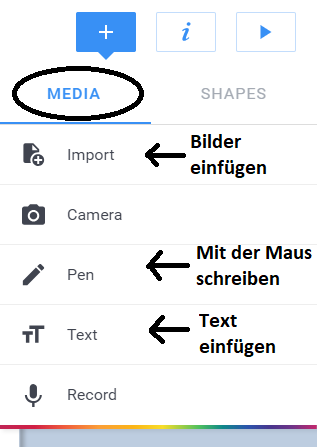 + i
MEDIA SHAPES
Import
Bilder
einfügen
Camera
Pen
Mit der Maus
schreiben
Text
Text
einfügen
Record